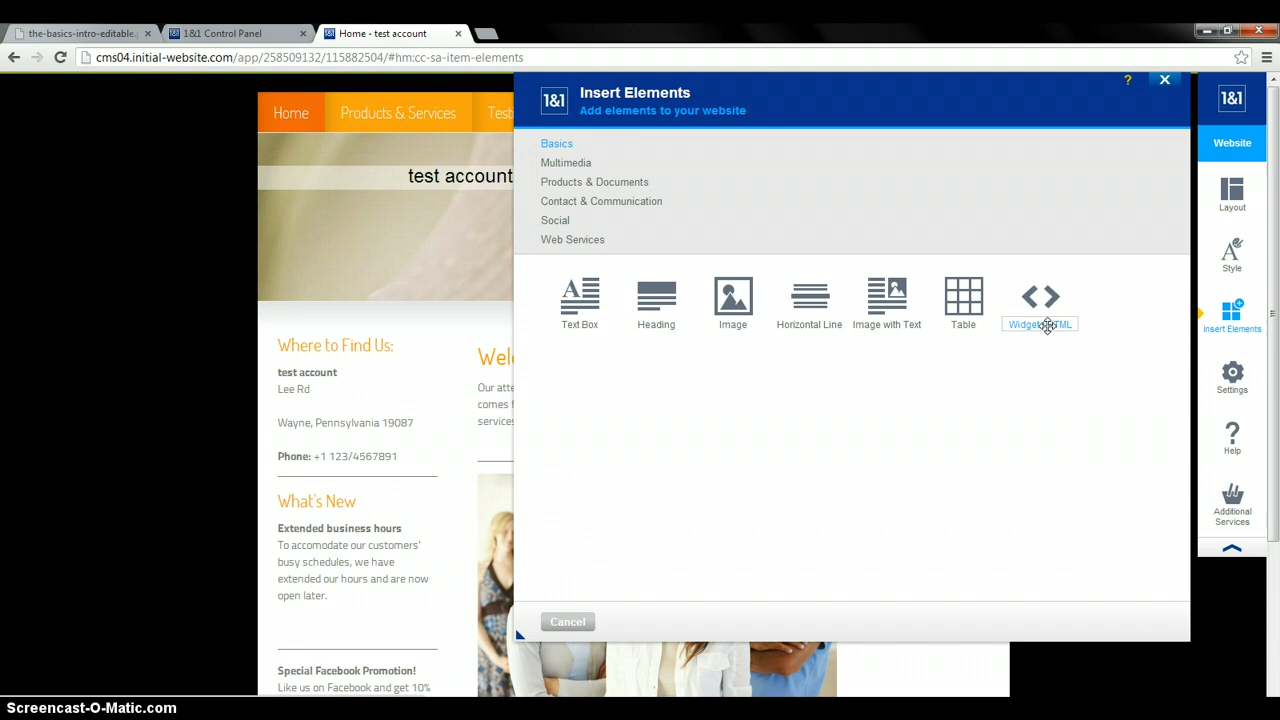 the-basics-intro-editable.
1&1 Control Panel
Home - test account
cms04.initial-website.com/app/258509132/115882504/#hm:cc-sa-item-elements
Home
Products & Services
1&1
Insert Elements
Add elements to your website
?
Basics
Multimedia
Products & Documents
Contact & Communication
Social
Web Services
Text Box
Heading
Image
Horizontal Line
Image with Text
Table
Cancel
1&1
Website
Layout
Style
Insert Elements
Settings
Help
Additional
Services
test account
Where to Find Us:
test account
Lee Rd
Wayne, Pennsylvania 19087
Phone: +1 123/4567891
What's New
Extended business hours
To accomodate our customers'
busy schedules, we have
extended our hours and are now
open later.
Special Facebook Promotion!
Like us on Facebook and get 10%
Our
comes
services
Screencast-O-Matic.com